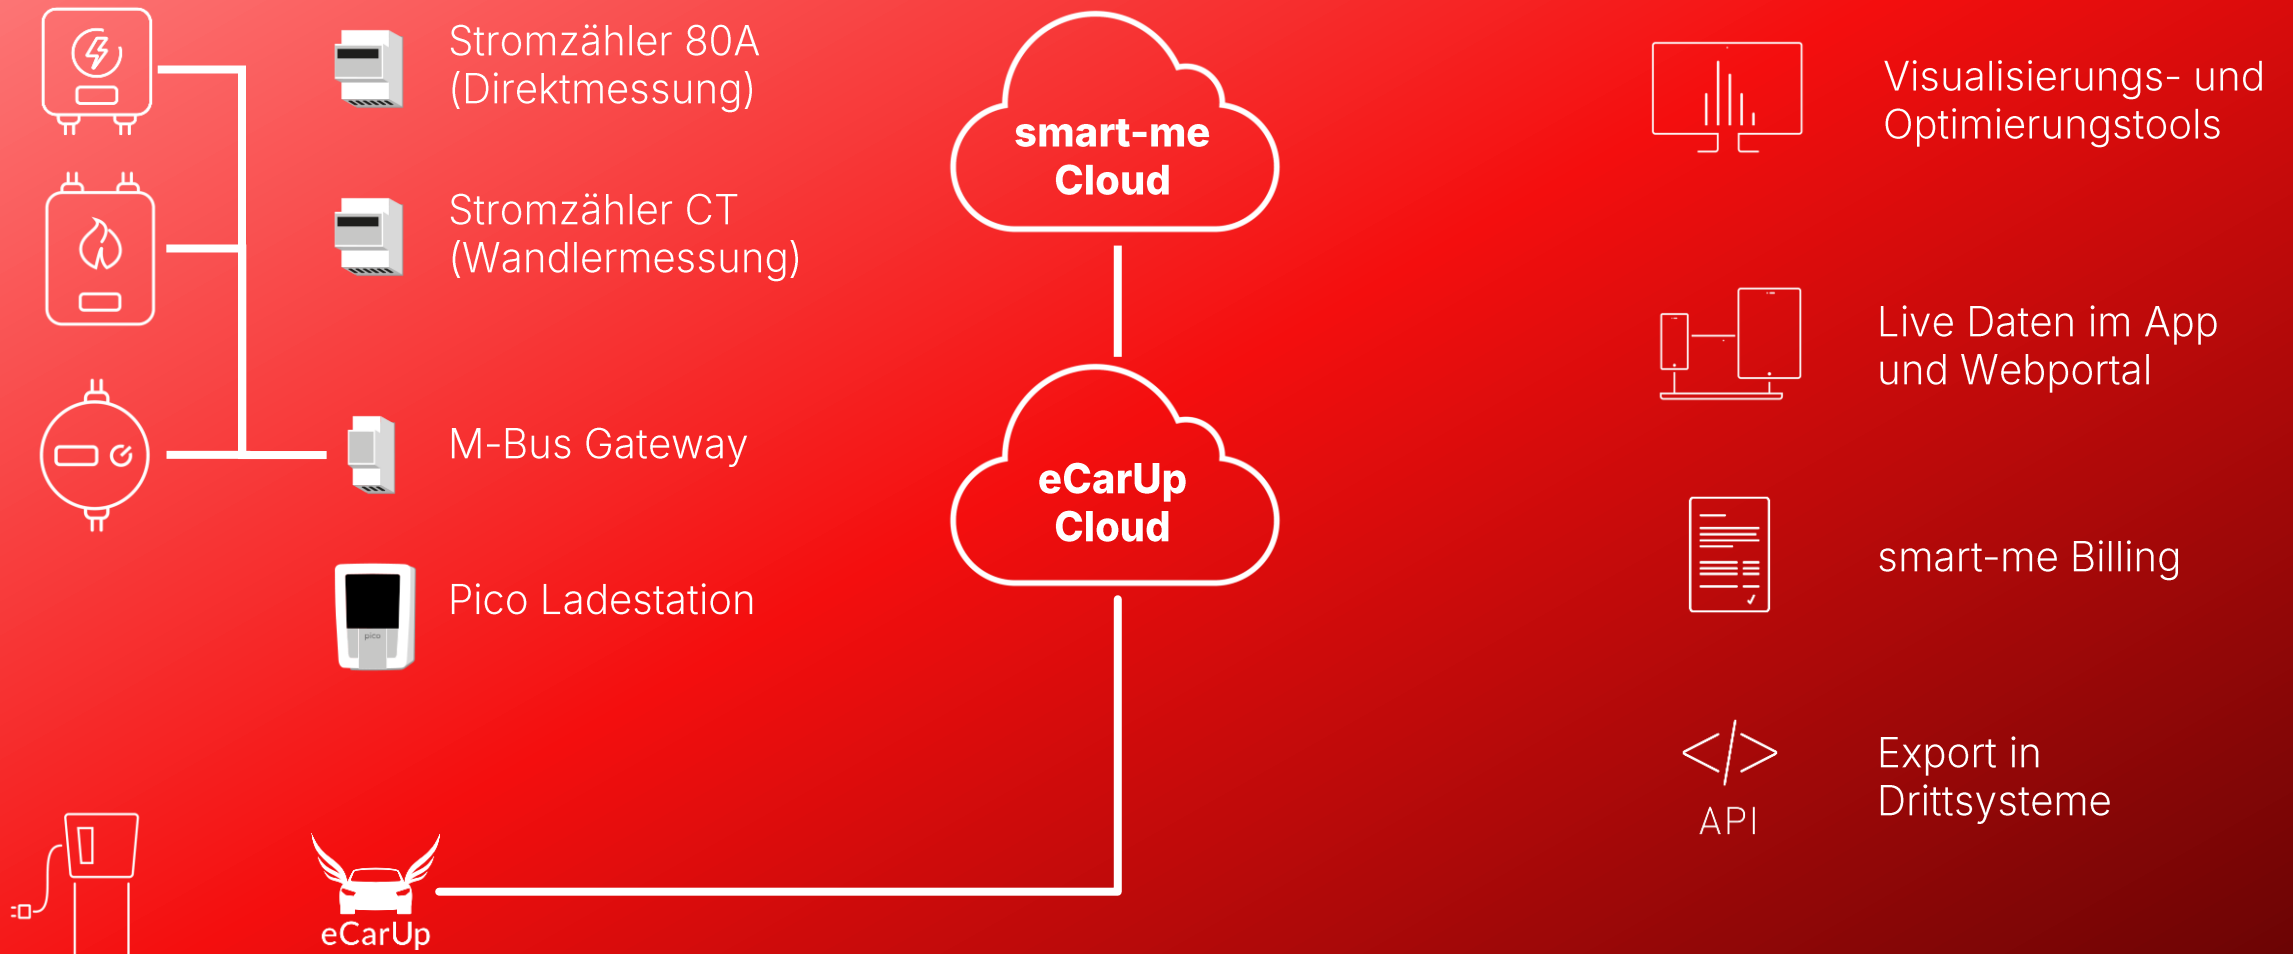 Stromzähler 80A
(Direktmessung)
Stromzähler CT
(Wandlermessung)
M-Bus Gateway
Pico Ladestation
pico
eCarUp
smart-me
Cloud
eCarUp
Cloud
Visualisierungs- und
Optimierungstools
Live Daten im App
und Webportal
smart-me Billing
</>
API
Export in
Drittsysteme